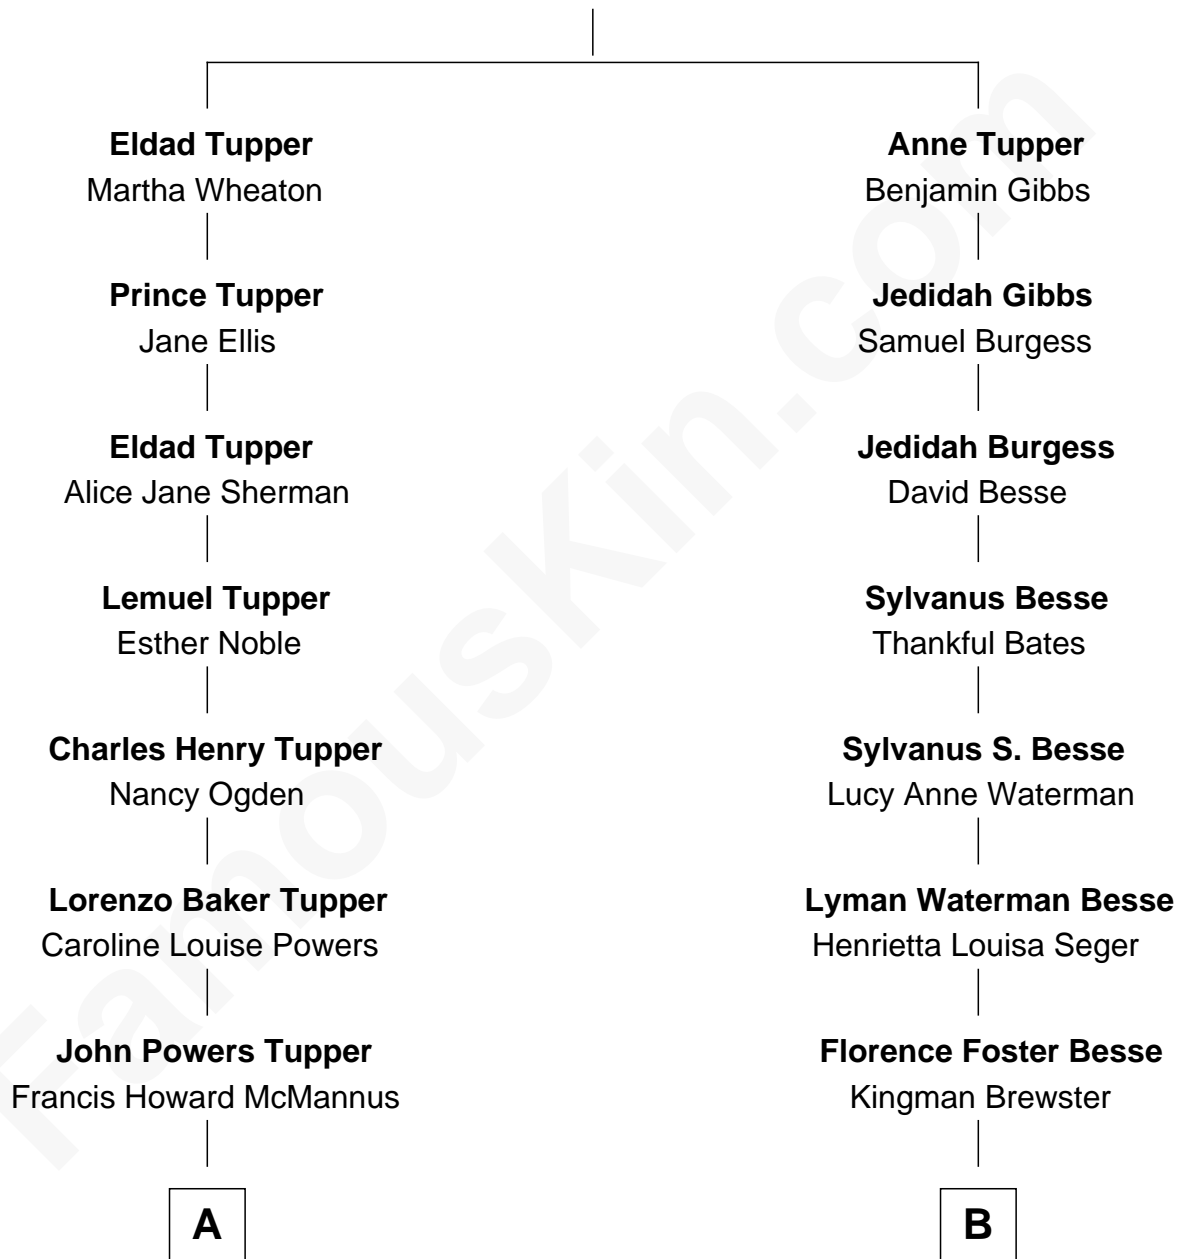 Eldad Tupper
Martha Wheaton
Prince Tupper
Jane Ellis
Eldad Tupper
Alice Jane Sherman
Lemuel Tupper
Esther Noble
Charles Henry Tupper
Nancy Ogden
Lorenzo Baker Tupper
Caroline Louise Powers
John Powers Tupper
Francis Howard McMannus
A
Anne Tupper
Benjamin Gibbs
Jedidah Gibbs
Samuel Burgess
Jedidah Burgess
David Besse
Sylvanus Besse
Thankful Bates
Sylvanus S. Besse
Lucy Anne Waterman
Lyman Waterman Besse
Henrietta Louisa Seger
Florence Foster Besse
Kingman Brewster
B
FamousKin.com